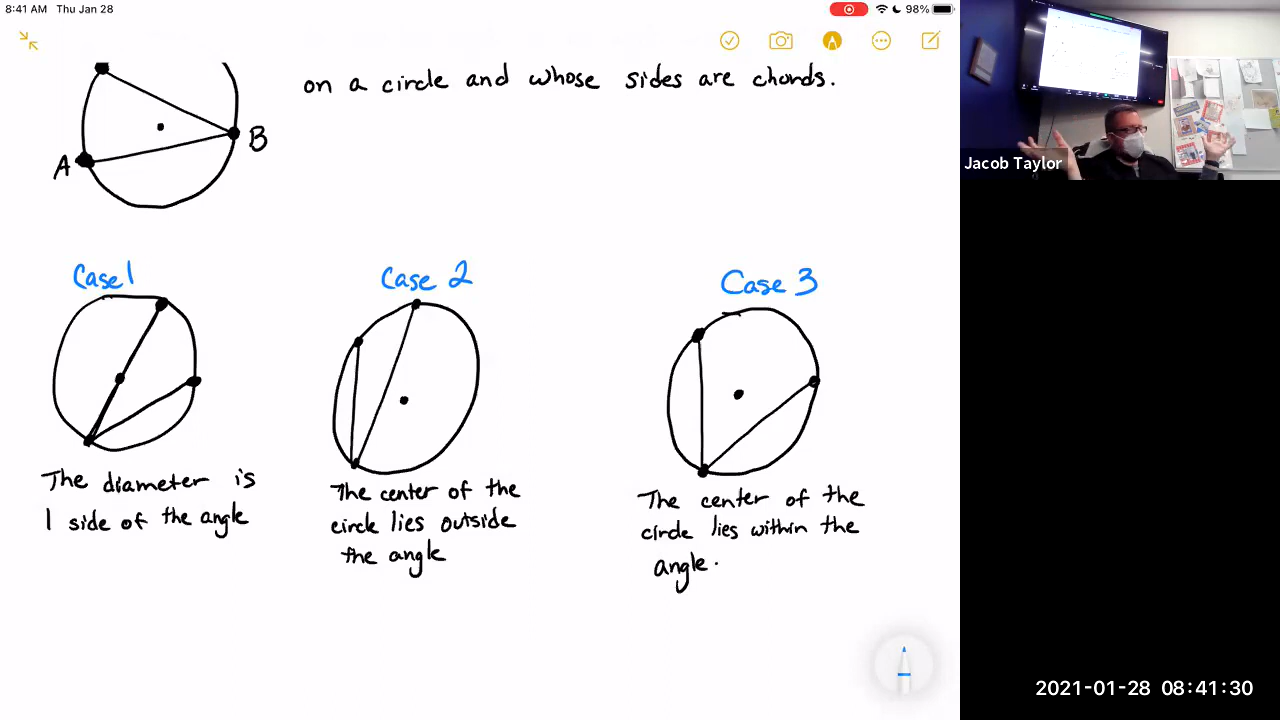 8:41 AM Thu Jan 28
98%
on a circle and whose sides are chords.
A
B
Case 1
Case 2
Case 3
The diameter is
1 side of the angle
The center of the
circle lies outside
the angle
The center of the
circle lies within the
angle.
Jacob Taylor
2021-01-28 08:41:30